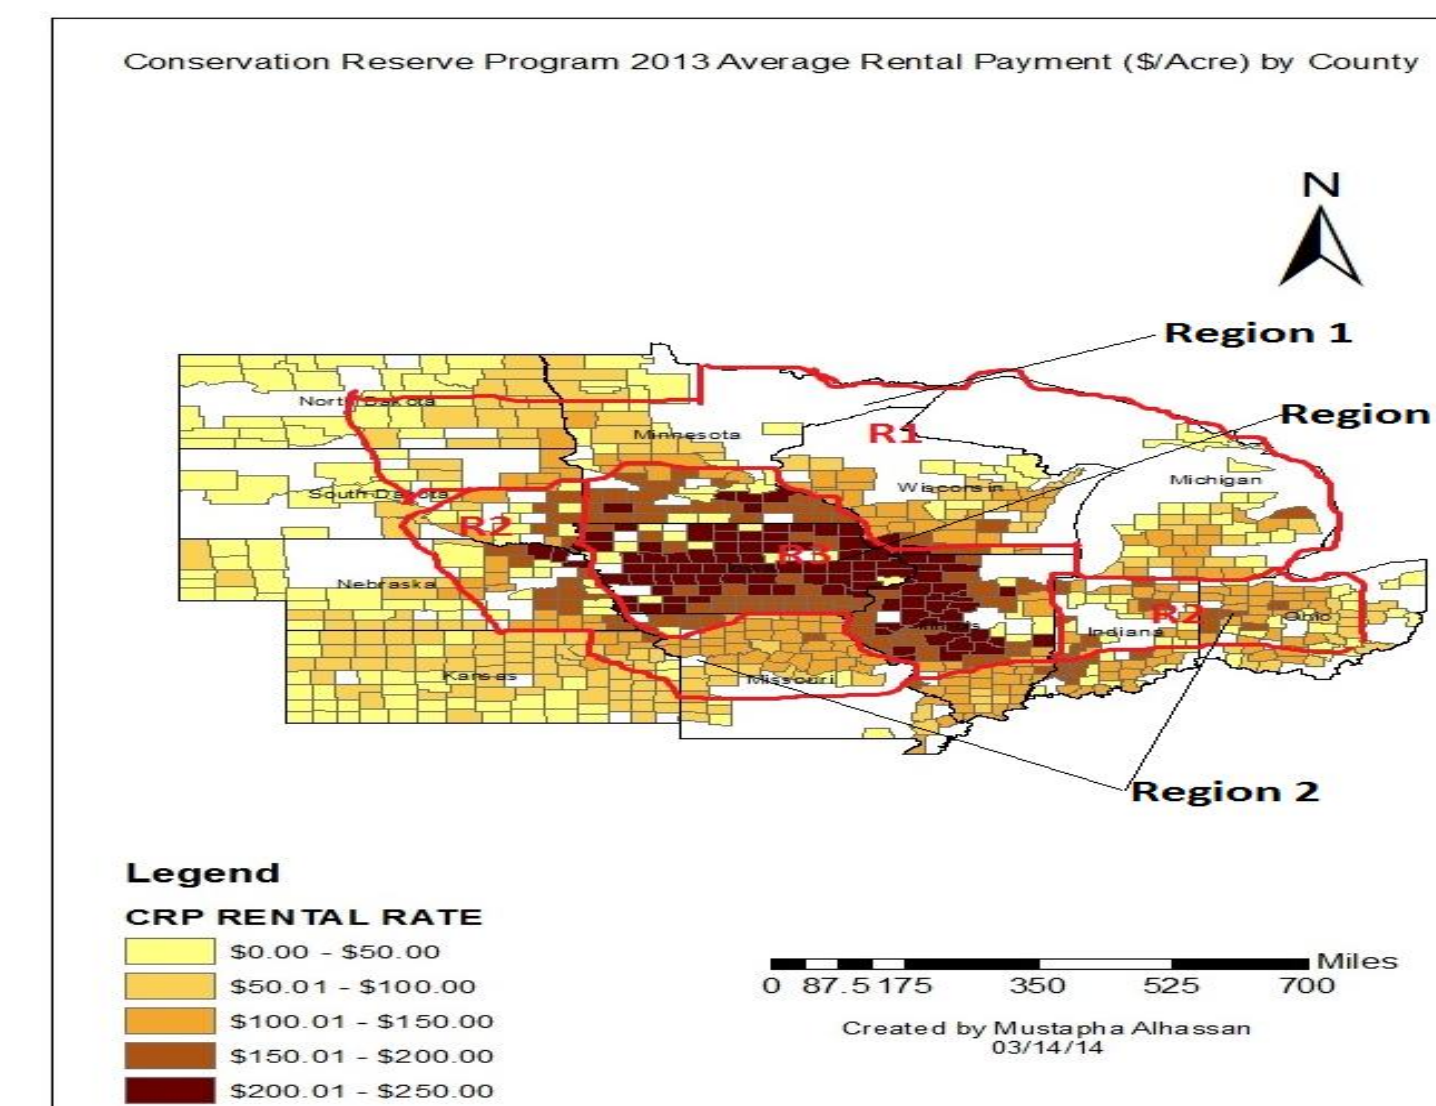 Conservation Reserve Program 2013 Average Rental Payment ($/Acre) by County
N
Region 1
Region
North Dakota
Minnesota
R1
Michigan
Wisconsin
South Dakota
R2
R3
Nebraska
R2
Ohio
Indiana
Kansas
Missouri
Region 2
Legend
CRP RENTAL RATE
$0.00 - $50.00
$50.01 - $100.00
$100.01 - $150.00
$150.01 - $200.00
$200.01 - $250.00
Miles
0 87.5 175 350 525 700
Created by Mustapha Alhassan
03/14/14